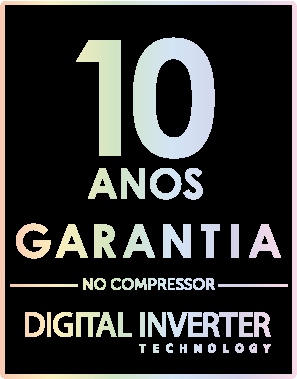 10
ANOS
GARANTIA
NO COMPRESSOR
DIGITAL INVERTER
TECHNOLOGY